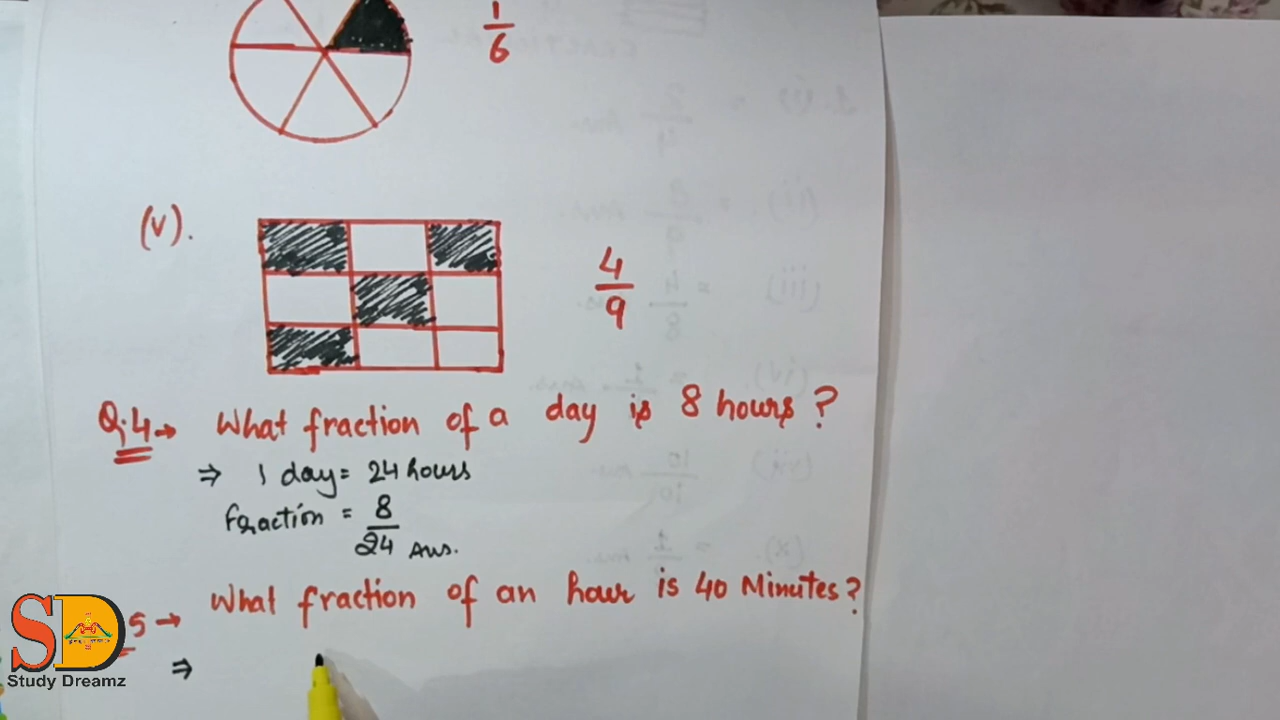 1
6
(v).
4
9
Q.4→ What fraction of a day is 8 hours?
⇒ 1 day = 24 hours
Fraction = 8
24 Ans.
5 → What fraction of an hour is 40 Minutes?
⇒
SD
Study Dreamz